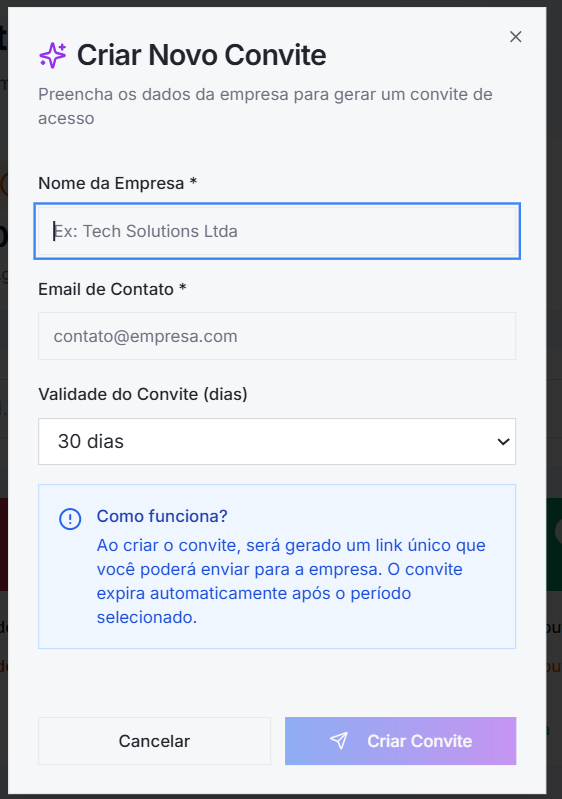 Criar Novo Convite
Preencha os dados da empresa para gerar um convite de
acesso
Nome da Empresa *
Ex: Tech Solutions Ltda
Email de Contato *
contato@empresa.com
Validade do Convite (dias)
30 dias
Como funciona?
Ao criar o convite, será gerado um link único que
você poderá enviar para a empresa. O convite
expira automaticamente após o período
selecionado.
Cancelar
Criar Convite